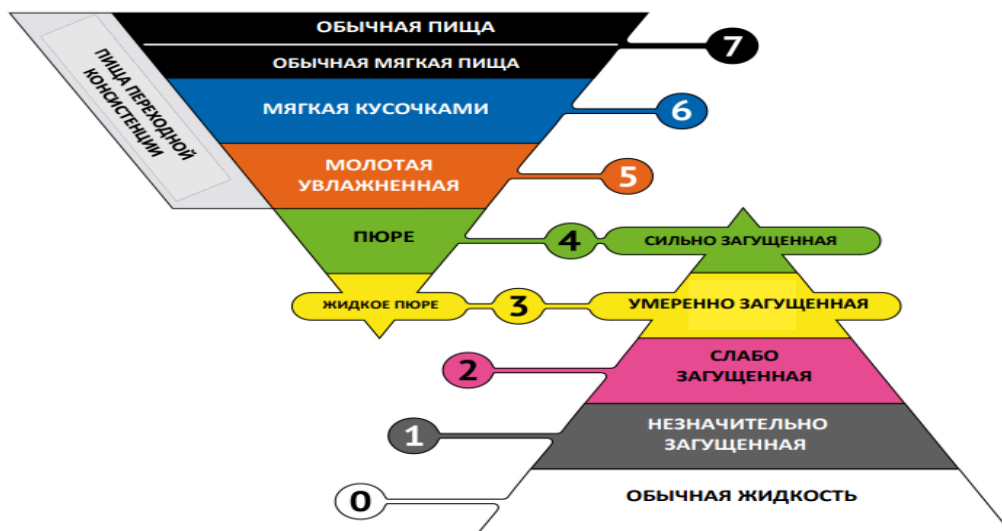 ОБЫЧНАЯ ПИЩА
7
ОБЫЧНАЯ МЯГКАЯ ПИЩА
ПИЩА ПЕРЕХОДНОЙ
КОНСИСТЕНЦИИ
МЯГКАЯ КУСОЧКАМИ
6
МОЛОТАЯ
УВЛАЖНЕННАЯ
5
ПЮРЕ
4
СИЛЬНО ЗАГУЩЕННАЯ
ЖИДКОЕ ПЮРЕ
3
УМЕРЕННО ЗАГУЩЕННАЯ
2
СЛАБО
ЗАГУЩЕННАЯ
1
НЕЗНАЧИТЕЛЬНО
ЗАГУЩЕННАЯ
0
ОБЫЧНАЯ ЖИДКОСТЬ